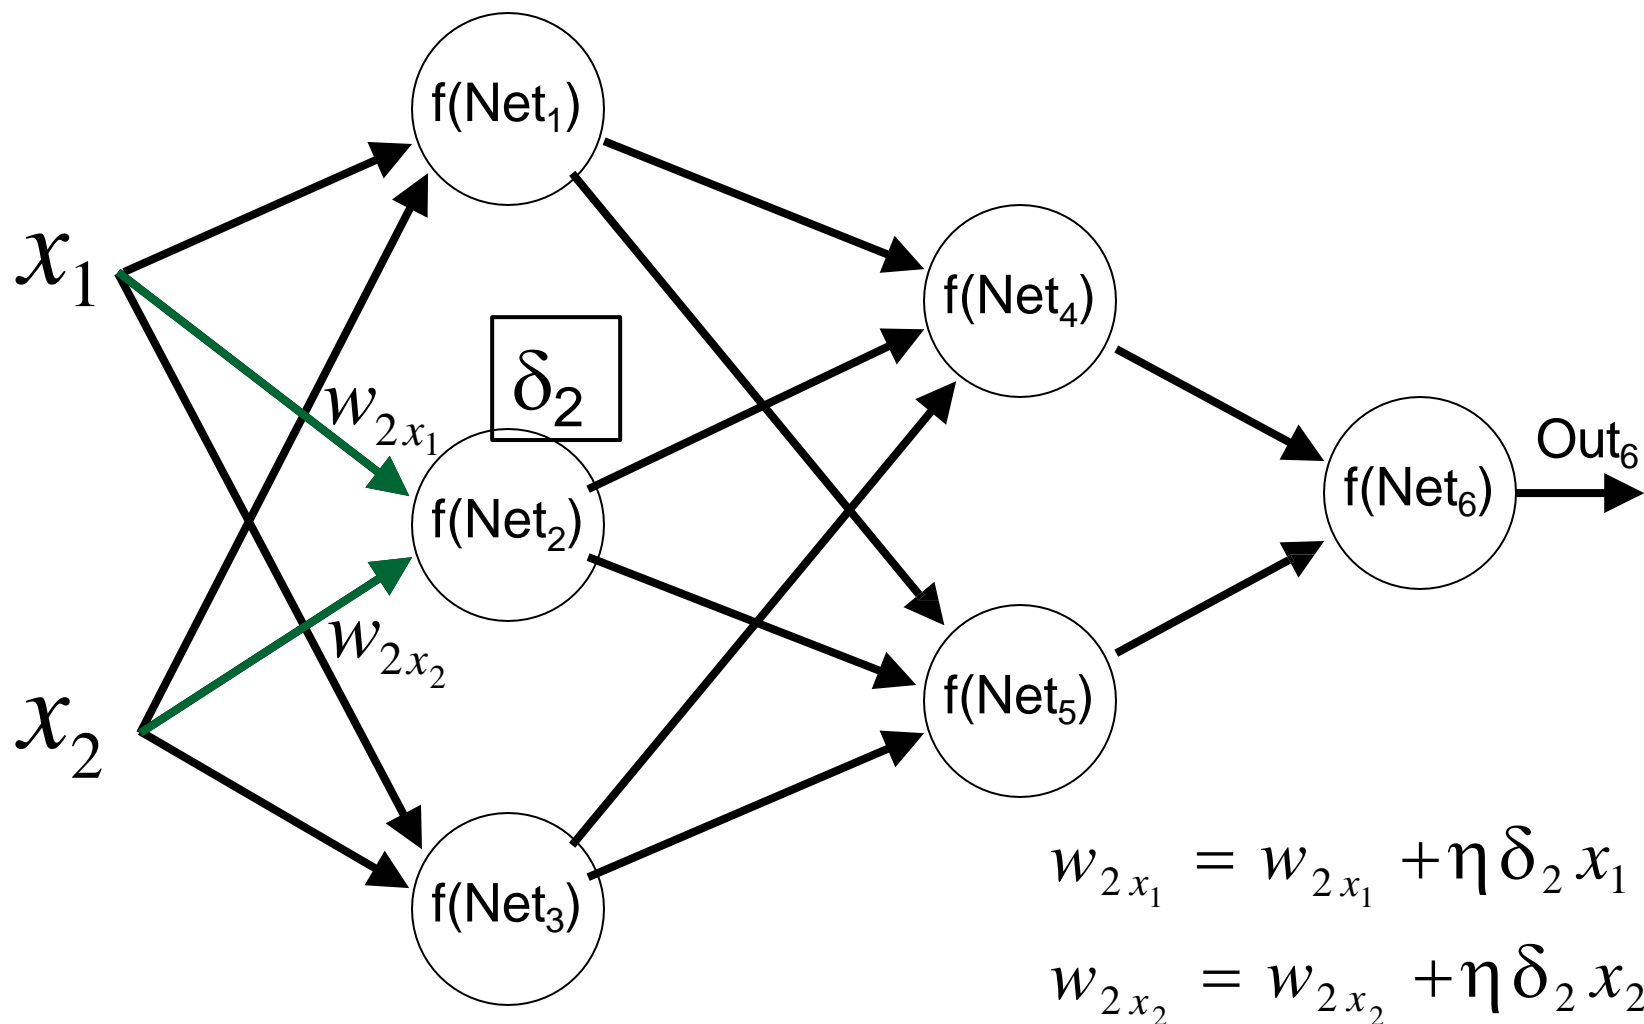 f(Net₁)
x₁
f(Net₄)
δ₂
w₂ₓ₁
Out₆
f(Net₂)
f(Net₆)
w₂ₓ₂
x₂
f(Net₅)
f(Net₃)
w₂ₓ₁ = w₂ₓ₁ + η δ₂ x₁
w₂ₓ₂ = w₂ₓ₂ + η δ₂ x₂